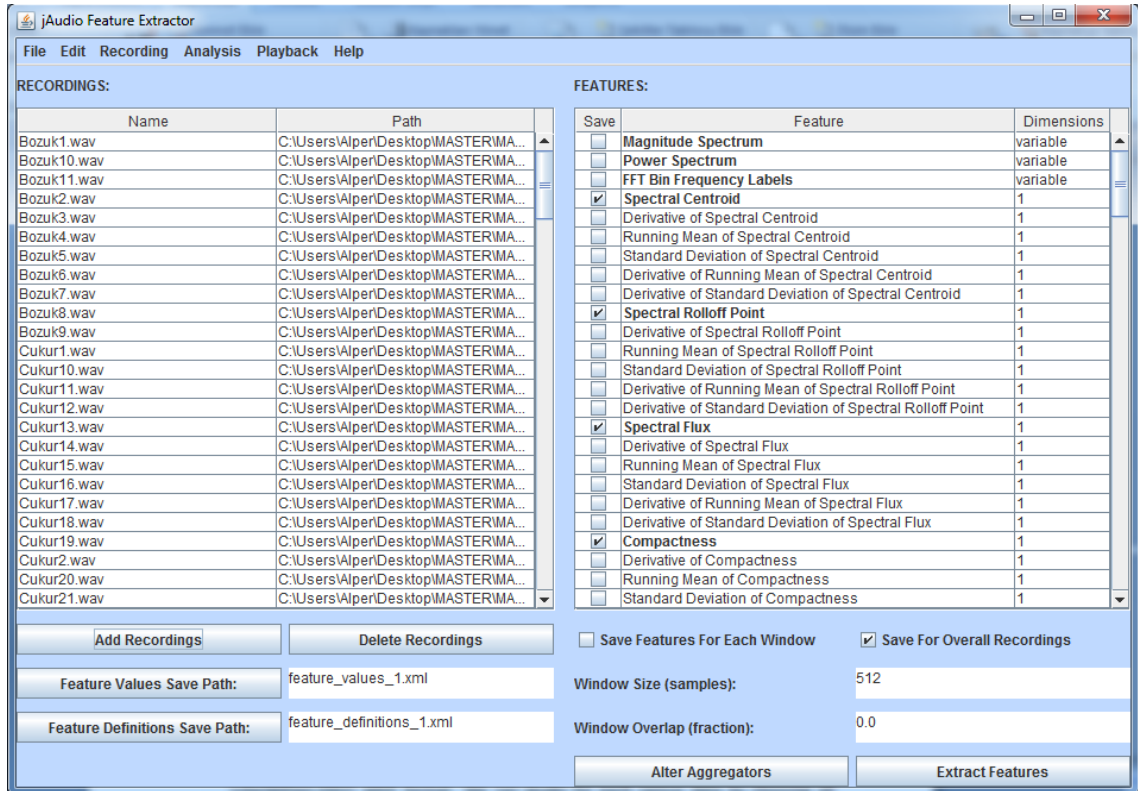 jAudio Feature Extractor
File Edit Recording Analysis Playback Help
RECORDINGS:
Name Path
Bozuk1.wav C:\Users\Alper\Desktop\MASTER\MA...
Bozuk10.wav C:\Users\Alper\Desktop\MASTER\MA...
Bozuk11.wav C:\Users\Alper\Desktop\MASTER\MA...
Bozuk2.wav C:\Users\Alper\Desktop\MASTER\MA...
Bozuk3.wav C:\Users\Alper\Desktop\MASTER\MA...
Bozuk4.wav C:\Users\Alper\Desktop\MASTER\MA...
Bozuk5.wav C:\Users\Alper\Desktop\MASTER\MA...
Bozuk6.wav C:\Users\Alper\Desktop\MASTER\MA...
Bozuk7.wav C:\Users\Alper\Desktop\MASTER\MA...
Bozuk8.wav C:\Users\Alper\Desktop\MASTER\MA...
Bozuk9.wav C:\Users\Alper\Desktop\MASTER\MA...
Cukur1.wav C:\Users\Alper\Desktop\MASTER\MA...
Cukur10.wav C:\Users\Alper\Desktop\MASTER\MA...
Cukur11.wav C:\Users\Alper\Desktop\MASTER\MA...
Cukur12.wav C:\Users\Alper\Desktop\MASTER\MA...
Cukur13.wav C:\Users\Alper\Desktop\MASTER\MA...
Cukur14.wav C:\Users\Alper\Desktop\MASTER\MA...
Cukur15.wav C:\Users\Alper\Desktop\MASTER\MA...
Cukur16.wav C:\Users\Alper\Desktop\MASTER\MA...
Cukur17.wav C:\Users\Alper\Desktop\MASTER\MA...
Cukur18.wav C:\Users\Alper\Desktop\MASTER\MA...
Cukur19.wav C:\Users\Alper\Desktop\MASTER\MA...
Cukur2.wav C:\Users\Alper\Desktop\MASTER\MA...
Cukur20.wav C:\Users\Alper\Desktop\MASTER\MA...
Cukur21.wav C:\Users\Alper\Desktop\MASTER\MA...
Add Recordings Delete Recordings
Feature Values Save Path: feature_values_1.xml
Feature Definitions Save Path: feature_definitions_1.xml
FEATURES:
Save Feature Dimensions
Magnitude Spectrum variable
Power Spectrum variable
FFT Bin Frequency Labels variable
Spectral Centroid 1
Derivative of Spectral Centroid 1
Running Mean of Spectral Centroid 1
Standard Deviation of Spectral Centroid 1
Derivative of Running Mean of Spectral Centroid 1
Derivative of Standard Deviation of Spectral Centroid 1
Spectral Rolloff Point 1
Derivative of Spectral Rolloff Point 1
Running Mean of Spectral Rolloff Point 1
Standard Deviation of Spectral Rolloff Point 1
Derivative of Running Mean of Spectral Rolloff Point 1
Derivative of Standard Deviation of Spectral Rolloff Point 1
Spectral Flux 1
Derivative of Spectral Flux 1
Running Mean of Spectral Flux 1
Standard Deviation of Spectral Flux 1
Derivative of Running Mean of Spectral Flux 1
Derivative of Standard Deviation of Spectral Flux 1
Compactness 1
Derivative of Compactness 1
Running Mean of Compactness 1
Standard Deviation of Compactness 1
Save Features For Each Window Save For Overall Recordings
Window Size (samples): 512
Window Overlap (fraction): 0.0
Alter Aggregators Extract Features